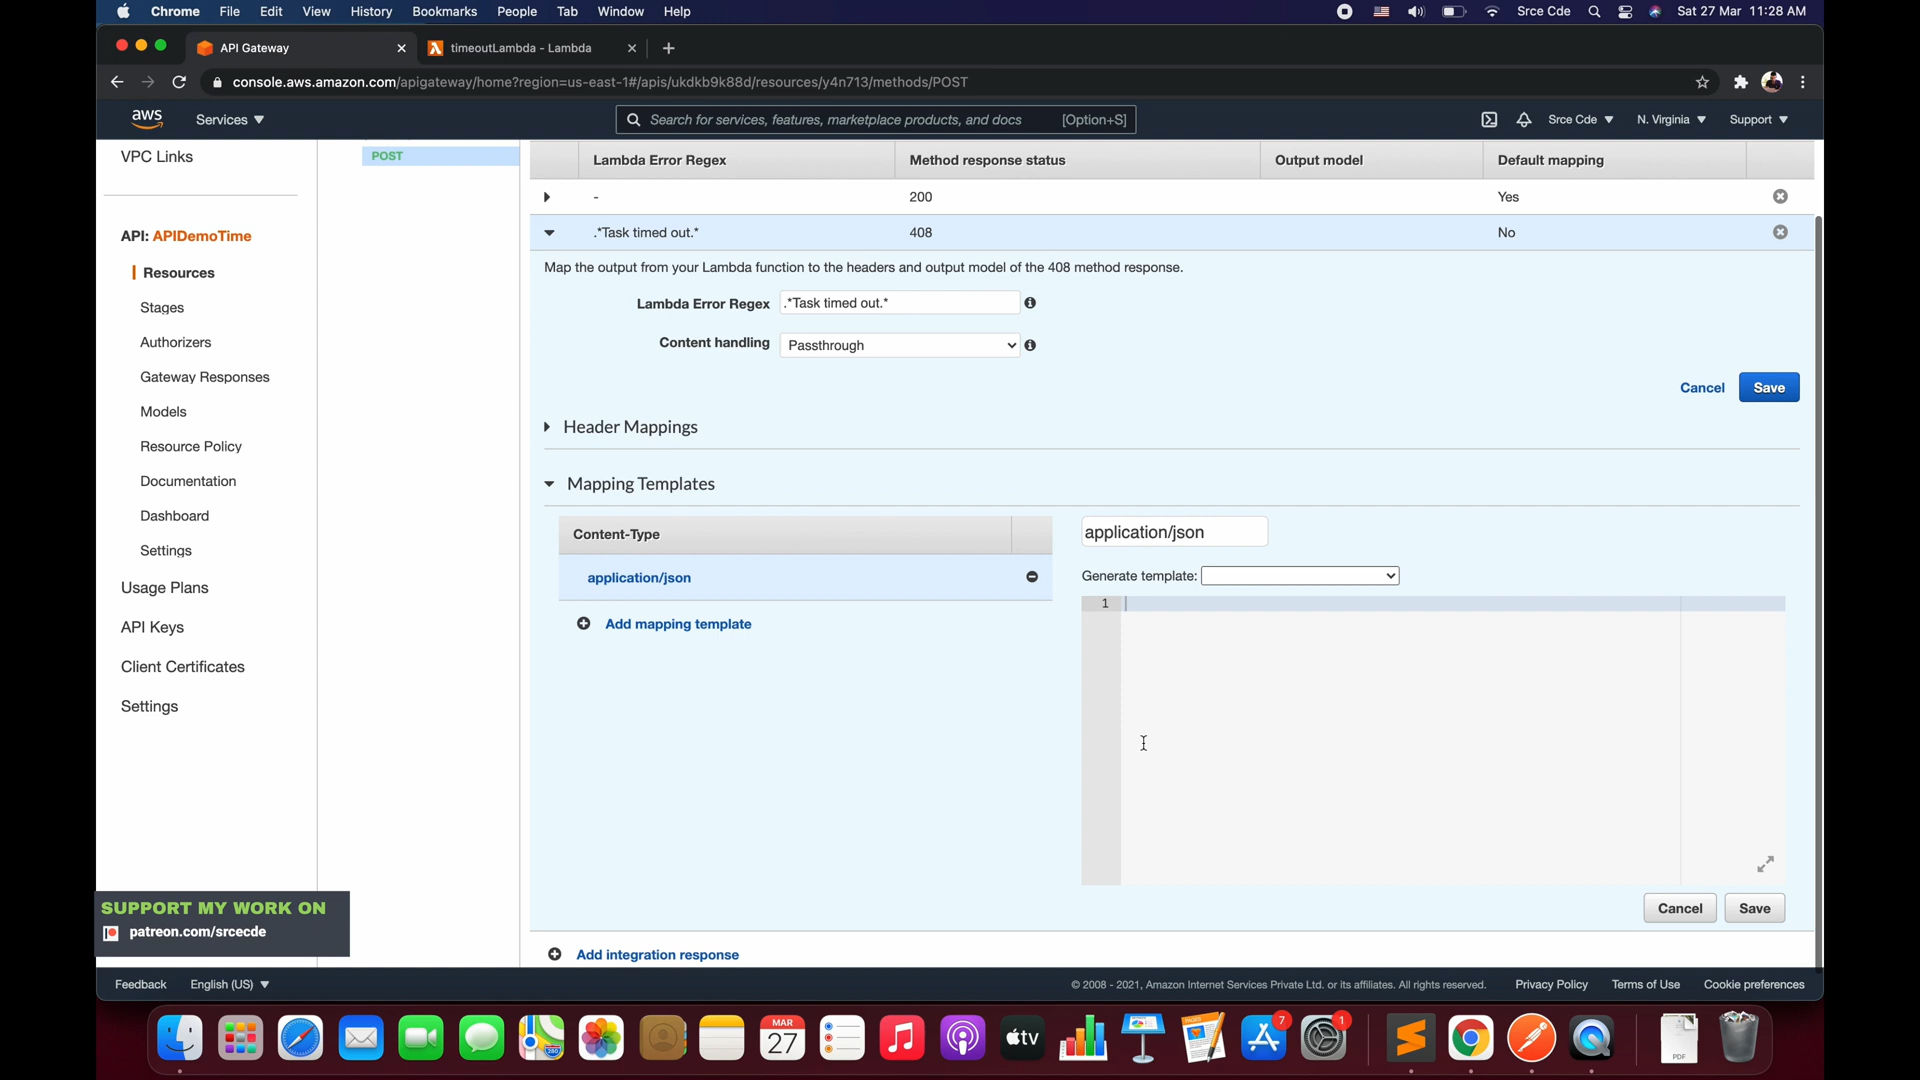 Chrome File Edit View History Bookmarks People Tab Window Help Srce Cde Sat 27 Mar 11:28 AM
API Gateway timeoutLambda - Lambda
console.aws.amazon.com/apigateway/home?region=us-east-1#/apis/ukdkb9k88d/resources/y4n713/methods/POST
aws Services Search for services, features, marketplace products, and docs [Option+S] Srce Cde N. Virginia Support
VPC Links
API: APIDemoTime
Resources
Stages
Authorizers
Gateway Responses
Models
Resource Policy
Documentation
Dashboard
Settings
Usage Plans
API Keys
Client Certificates
Settings
POST
Lambda Error Regex Method response status Output model Default mapping
- 200 Yes
.*Task timed out.* 408 No
Map the output from your Lambda function to the headers and output model of the 408 method response.
Lambda Error Regex .*Task timed out.*
Content handling Passthrough
Cancel Save
Header Mappings
Mapping Templates
Content-Type
application/json
Add mapping template
application/json
Generate template:
1
Cancel Save
Add integration response
SUPPORT MY WORK ON
patreon.com/srcecde
Feedback English (US) © 2008 - 2021, Amazon Internet Services Private Ltd. or its affiliates. All rights reserved. Privacy Policy Terms of Use Cookie preferences
MAR
27
280
tv
7
1
PDF